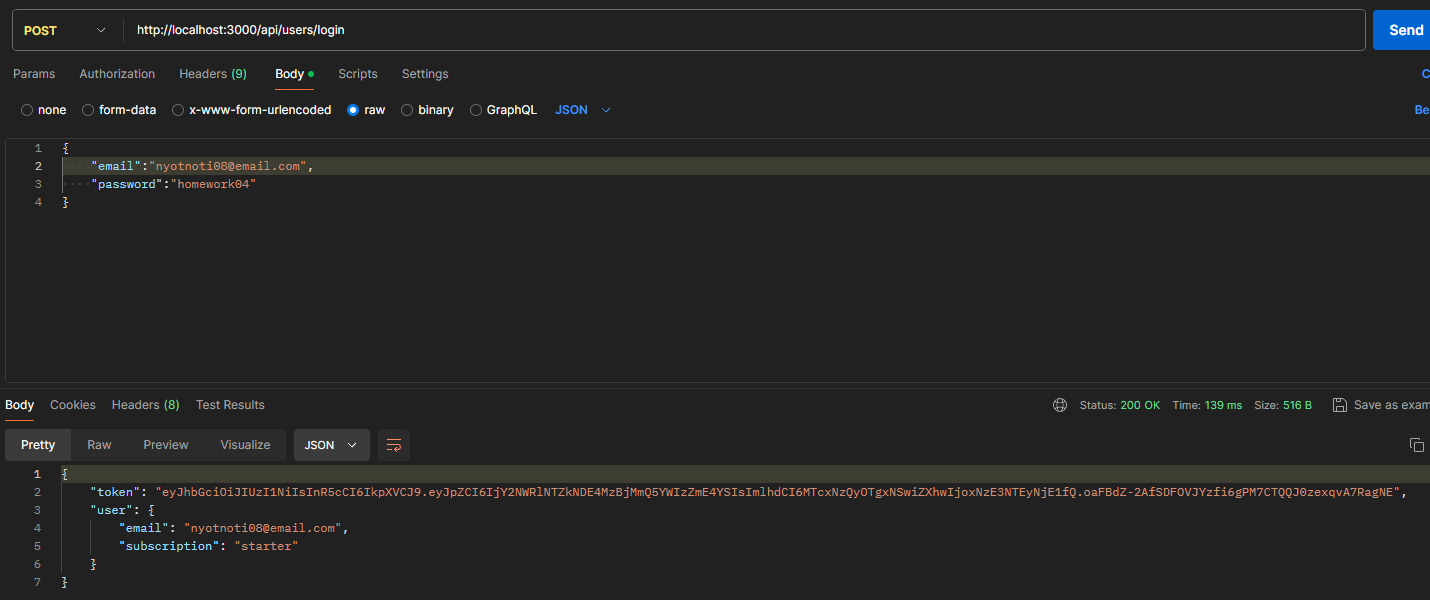 POST http://localhost:3000/api/users/login Send
Params Authorization Headers (9) Body Scripts Settings C
none form-data x-www-form-urlencoded raw binary GraphQL JSON Be
1 {
2 "email":"nyotnoti08@email.com",
3 "password":"homework04"
4 }
Body Cookies Headers (8) Test Results Status: 200 OK Time: 139 ms Size: 516 B Save as exam
Pretty Raw Preview Visualize JSON
1 {
2 "token": "eyJhbGciOiJIUzI1NiIsInR5cCI6IkpXVCJ9.eyJpZCI6IjY2NWRlNTZkNDE4MzBjMmQ5YWIzZmE4YSIsImlhdCI6MTcxNzQyOTgxNSwiZXhwIjoxNzE3NTEyNjE1fQ.oaFBdZ-2AfSDFOVJYzfi6gPM7CTQQJ0zexqvA7RagNE",
3 "user": {
4 "email": "nyotnoti08@email.com",
5 "subscription": "starter"
6 }
7 }